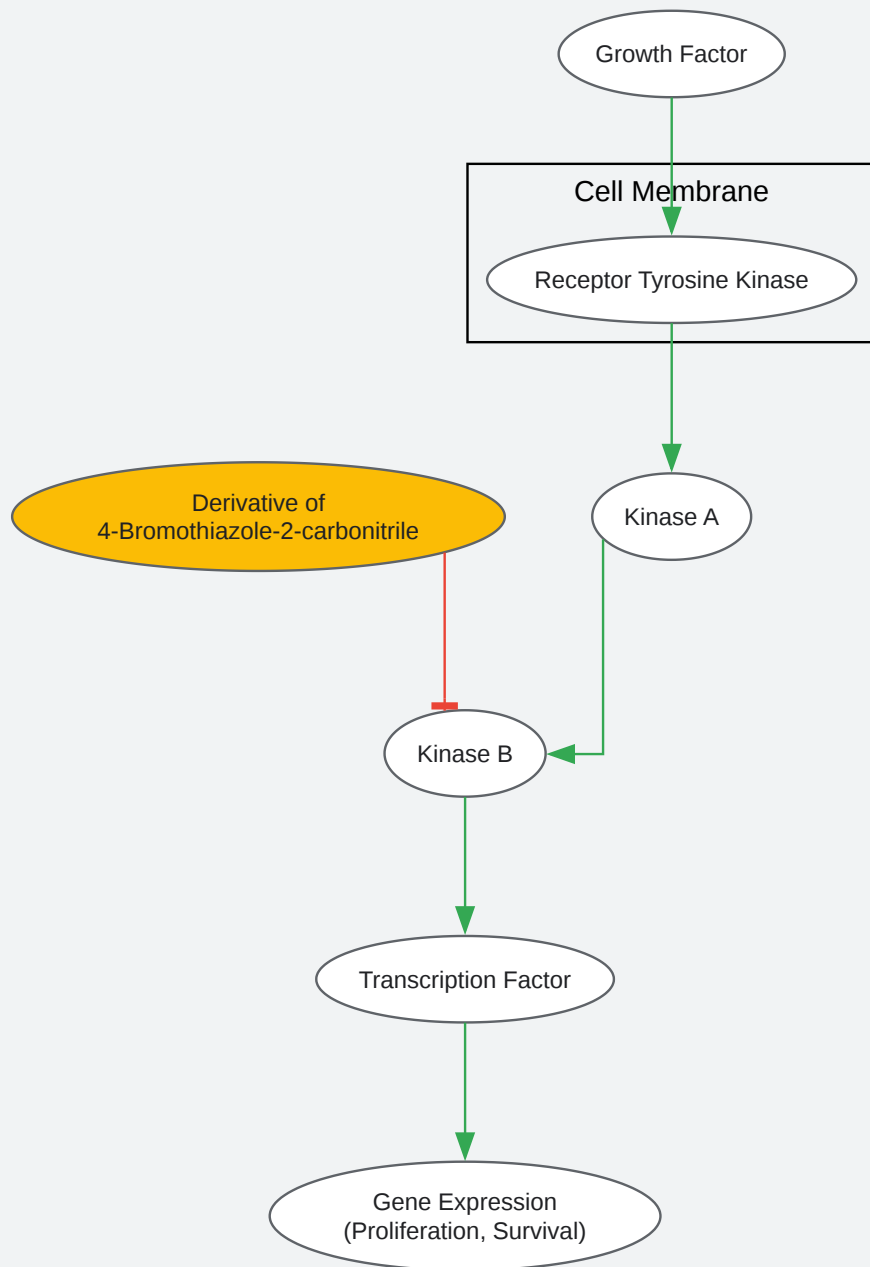 Growth Factor
Cell Membrane
Receptor Tyrosine Kinase
Derivative of
4-Bromothiazole-2-carbonitrile
Kinase A
Kinase B
Transcription Factor
Gene Expression
(Proliferation, Survival)